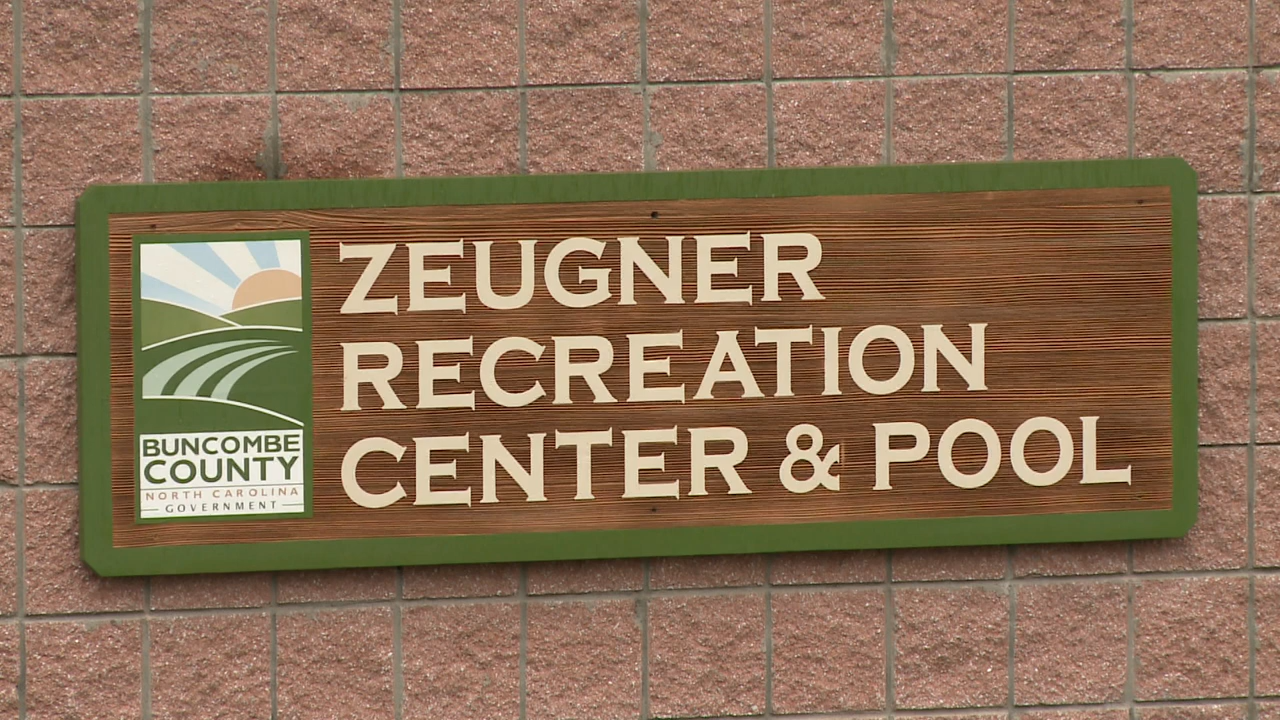 ZEUGNER
RECREATION
CENTER & POOL
BUNCOMBE
COUNTY
NORTH CAROLINA
GOVERNMENT